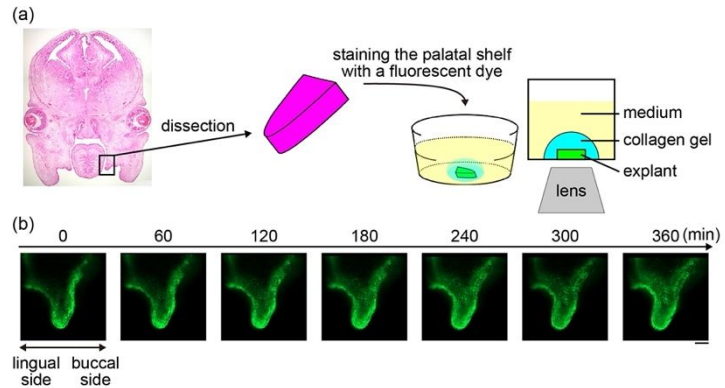 (a)
staining the palatal shelf
with a fluorescent dye
dissection
medium
collagen gel
explant
lens
(b)
0 60 120 180 240 300 360 (min)
lingual side
buccal side